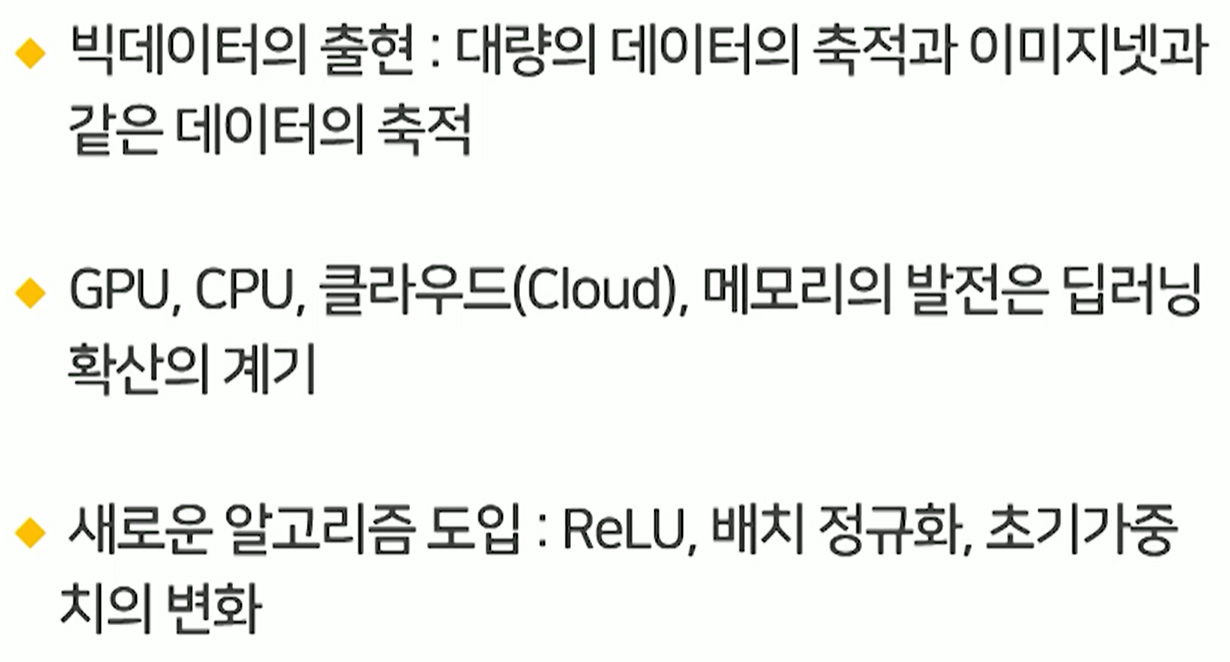 ◆ 빅데이터의 출현 : 대량의 데이터의 축적과 이미지넷과
같은 데이터의 축적
◆ GPU, CPU, 클라우드(Cloud), 메모리의 발전은 딥러닝
확산의 계기
◆ 새로운 알고리즘 도입 : ReLU, 배치 정규화, 초기가중
치의 변화